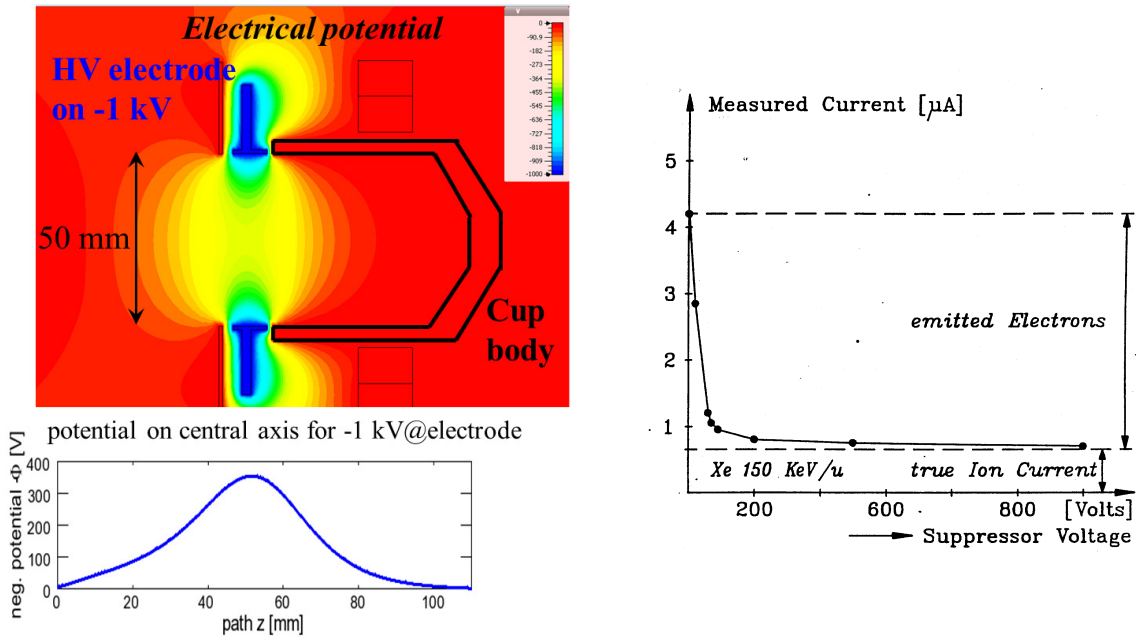 Electrical potential
HV electrode
on -1 kV
V
0
-90.9
-182
-273
-364
-455
-545
-636
-727
-818
-909
-1000
50 mm
Cup
body
potential on central axis for -1 kV@electrode
neg. potential -Φ [V]
400
300
200
100
0
0 20 40 60 80 100
path z [mm]
Measured Current [µA]
5
4
3
2
1
emitted Electrons
Xe 150 KeV/u true Ion Current
200 600 800 [Volts]
Suppressor Voltage